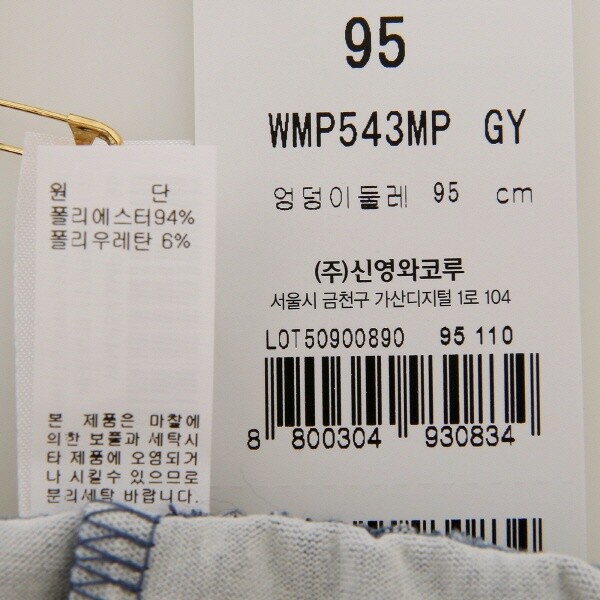 95
WMP543MP GY
엉덩이둘레 95 cm
(주)신영와코루
서울시 금천구 가산디지털 1로 104
LOT50900890 95 110
8 800304 930834
원 단
폴리에스터94%
폴리우레탄 6%
본 제품은 마찰에
의한 보풀과 세탁시
타 제품에 오염되거
나 시킬수 있으므로
분리세탁 바랍니다.